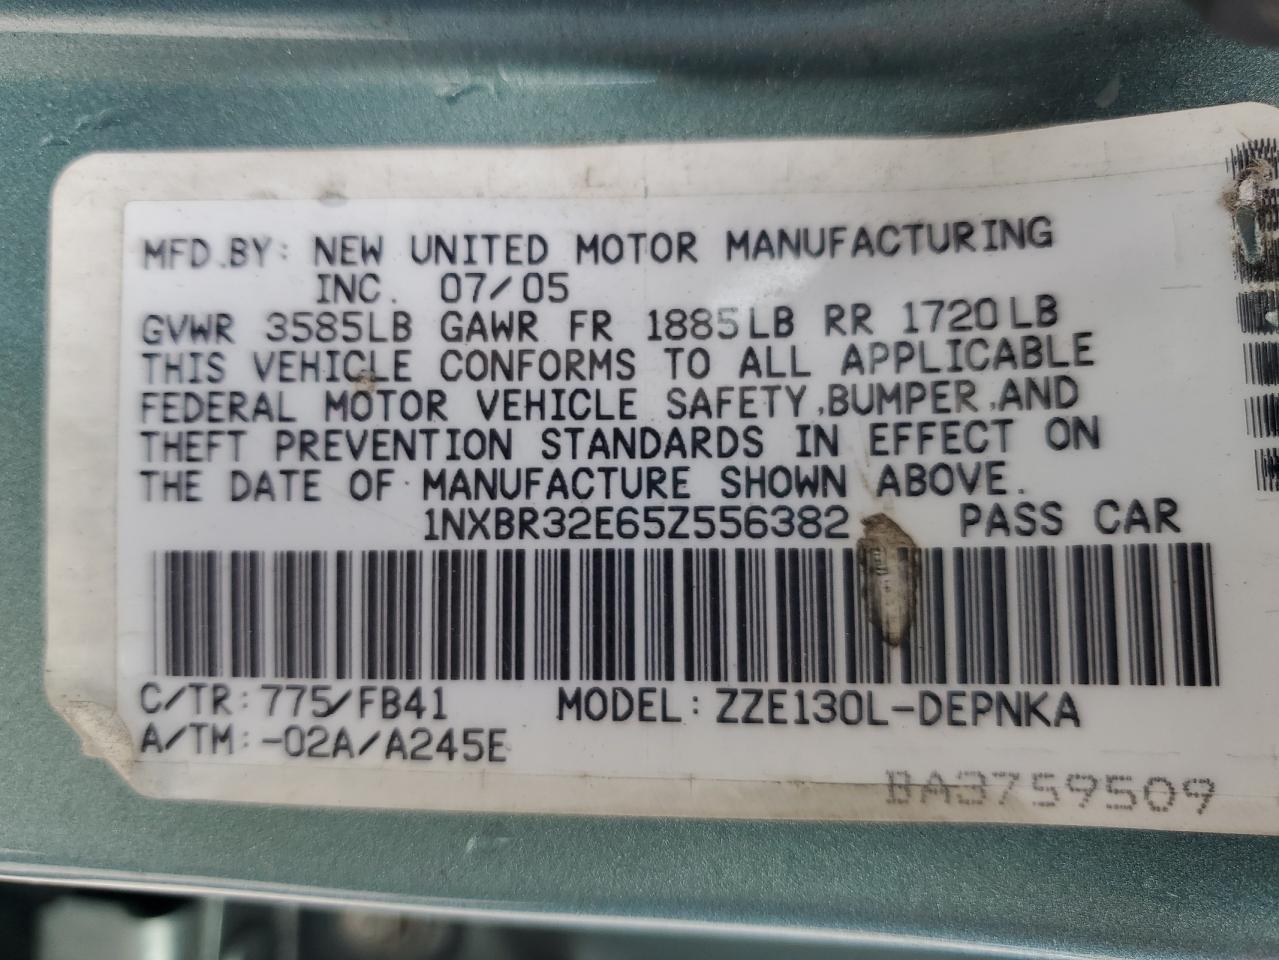 MFD.BY: NEW UNITED MOTOR MANUFACTURING
INC. 07/05
GVWR 3585LB GAWR FR 1885LB RR 1720LB
THIS VEHICLE CONFORMS TO ALL APPLICABLE
FEDERAL MOTOR VEHICLE SAFETY,BUMPER,AND
THEFT PREVENTION STANDARDS IN EFFECT ON
THE DATE OF MANUFACTURE SHOWN ABOVE.
1NXBR32E65Z556382 PASS CAR
C/TR: 775/FB41 MODEL: ZZE130L-DEPNKA
A/TM: -02A/A245E
BA3759509